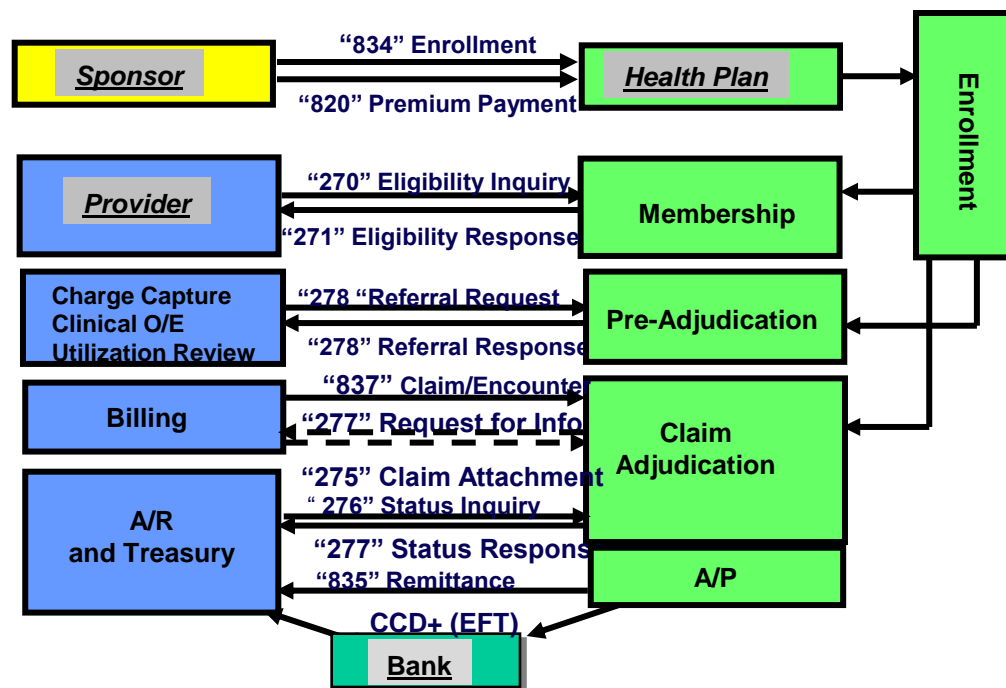 “834” Enrollment
Sponsor
Health Plan
“820” Premium Payment
Enrollment
“270” Eligibility Inquiry
Provider
Membership
“271” Eligibility Response
Charge Capture
Clinical O/E
Utilization Review
“278 “Referral Request
Pre-Adjudication
“278” Referral Response
“837” Claim/Encounter
Billing
“277” Request for Info
Claim
Adjudication
“275” Claim Attachment
“ 276” Status Inquiry
A/R
and Treasury
“277” Status Respons
“835” Remittance
A/P
CCD+ (EFT)
Bank